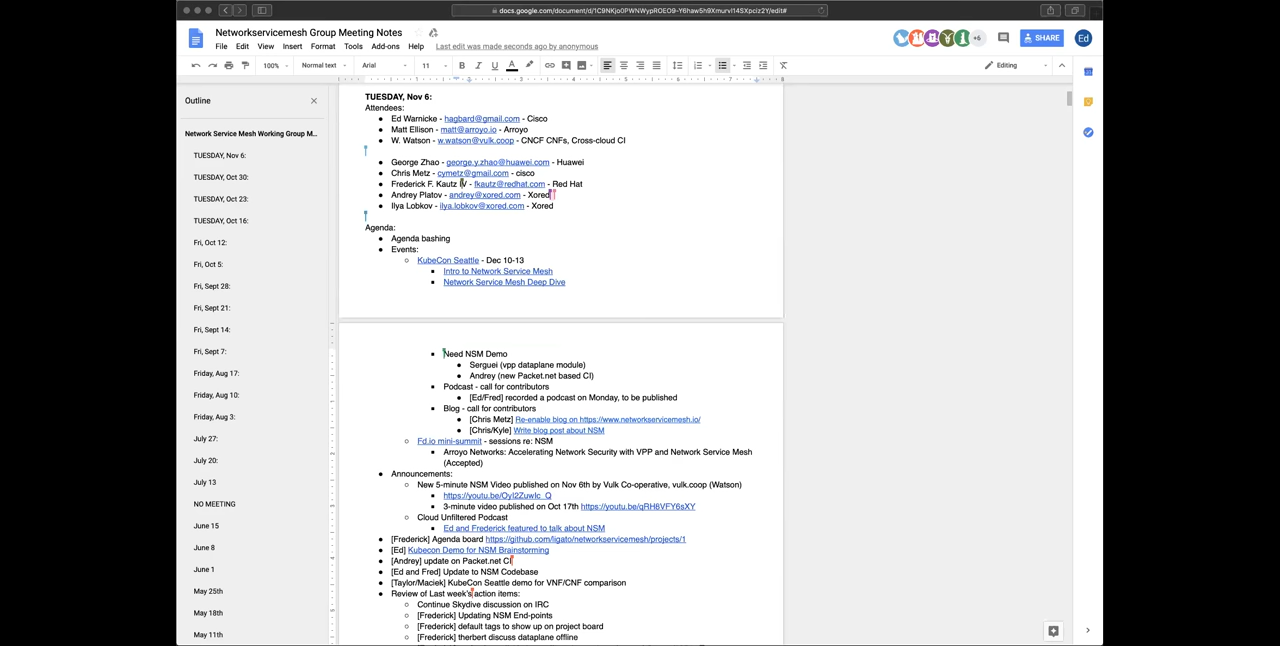 docs.google.com/document/d/1C9NKjo0PWNWypROEO9-Y6haw5h9Xmurvl14SXpciz2Y/edit#
Networkservicemesh Group Meeting Notes
File Edit View Insert Format Tools Add-ons Help Last edit was made seconds ago by anonymous
+6
SHARE
Ed
100%
Normal text
Arial
11
B I U A
Editing
1 2 3 4 5 6 7 8
Outline
Network Service Mesh Working Group M...
TUESDAY, Nov 6:
TUESDAY, Oct 30:
TUESDAY, Oct 23:
TUESDAY, Oct 16:
Fri, Oct 12:
Fri, Oct 5:
Fri, Sept 28:
Fri, Sept 21:
Fri, Sept 14:
Fri, Sept 7:
Friday, Aug 17:
Friday, Aug 10:
Friday, Aug 3:
July 27:
July 20:
July 13
NO MEETING
June 15
June 8
June 1
May 25th
May 18th
May 11th
TUESDAY, Nov 6:
Attendees:
Ed Warnicke - hagbard@gmail.com - Cisco
Matt Ellison - matt@arroyo.io - Arroyo
W. Watson - w.watson@vulk.coop - CNCF CNFs, Cross-cloud CI
George Zhao - george.y.zhao@huawei.com - Huawei
Chris Metz - cymetz@gmail.com - cisco
Frederick F. Kautz IV - fkautz@redhat.com - Red Hat
Andrey Platov - andrey@xored.com - Xored
Ilya Lobkov - ilya.lobkov@xored.com - Xored
Agenda:
Agenda bashing
Events:
KubeCon Seattle - Dec 10-13
Intro to Network Service Mesh
Network Service Mesh Deep Dive
Need NSM Demo
Serguei (vpp dataplane module)
Andrey (new Packet.net based CI)
Podcast - call for contributors
[Ed/Fred] recorded a podcast on Monday, to be published
Blog - call for contributors
[Chris Metz] Re-enable blog on https://www.networkservicemesh.io/
[Chris/Kyle] Write blog post about NSM
Fd.io mini-summit - sessions re: NSM
Arroyo Networks: Accelerating Network Security with VPP and Network Service Mesh
(Accepted)
Announcements:
New 5-minute NSM Video published on Nov 6th by Vulk Co-operative, vulk.coop (Watson)
https://youtu.be/OyI2Zuwlc_Q
3-minute video published on Oct 17th https://youtu.be/qRH8VFY6sXY
Cloud Unfiltered Podcast
Ed and Frederick featured to talk about NSM
[Frederick] Agenda board https://github.com/ligato/networkservicemesh/projects/1
[Ed] Kubecon Demo for NSM Brainstorming
[Andrey] update on Packet.net CI
[Ed and Fred] Update to NSM Codebase
[Taylor/Maciek] KubeCon Seattle demo for VNF/CNF comparison
Review of Last week's action items:
Continue Skydive discussion on IRC
[Frederick] Updating NSM End-points
[Frederick] default tags to show up on project board
[Frederick] therbert discuss dataplane offline